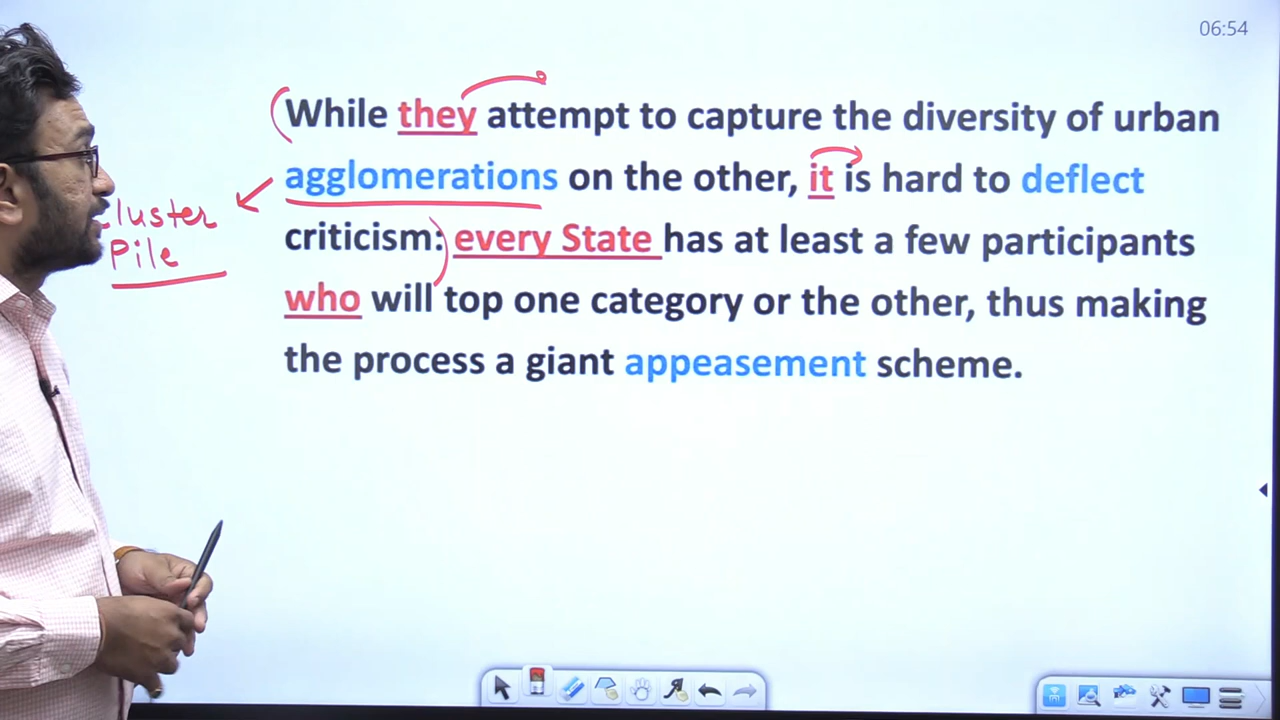 06:54
While they attempt to capture the diversity of urban
agglomerations on the other, it is hard to deflect
criticism: every State has at least a few participants
who will top one category or the other, thus making
the process a giant appeasement scheme.
Pile